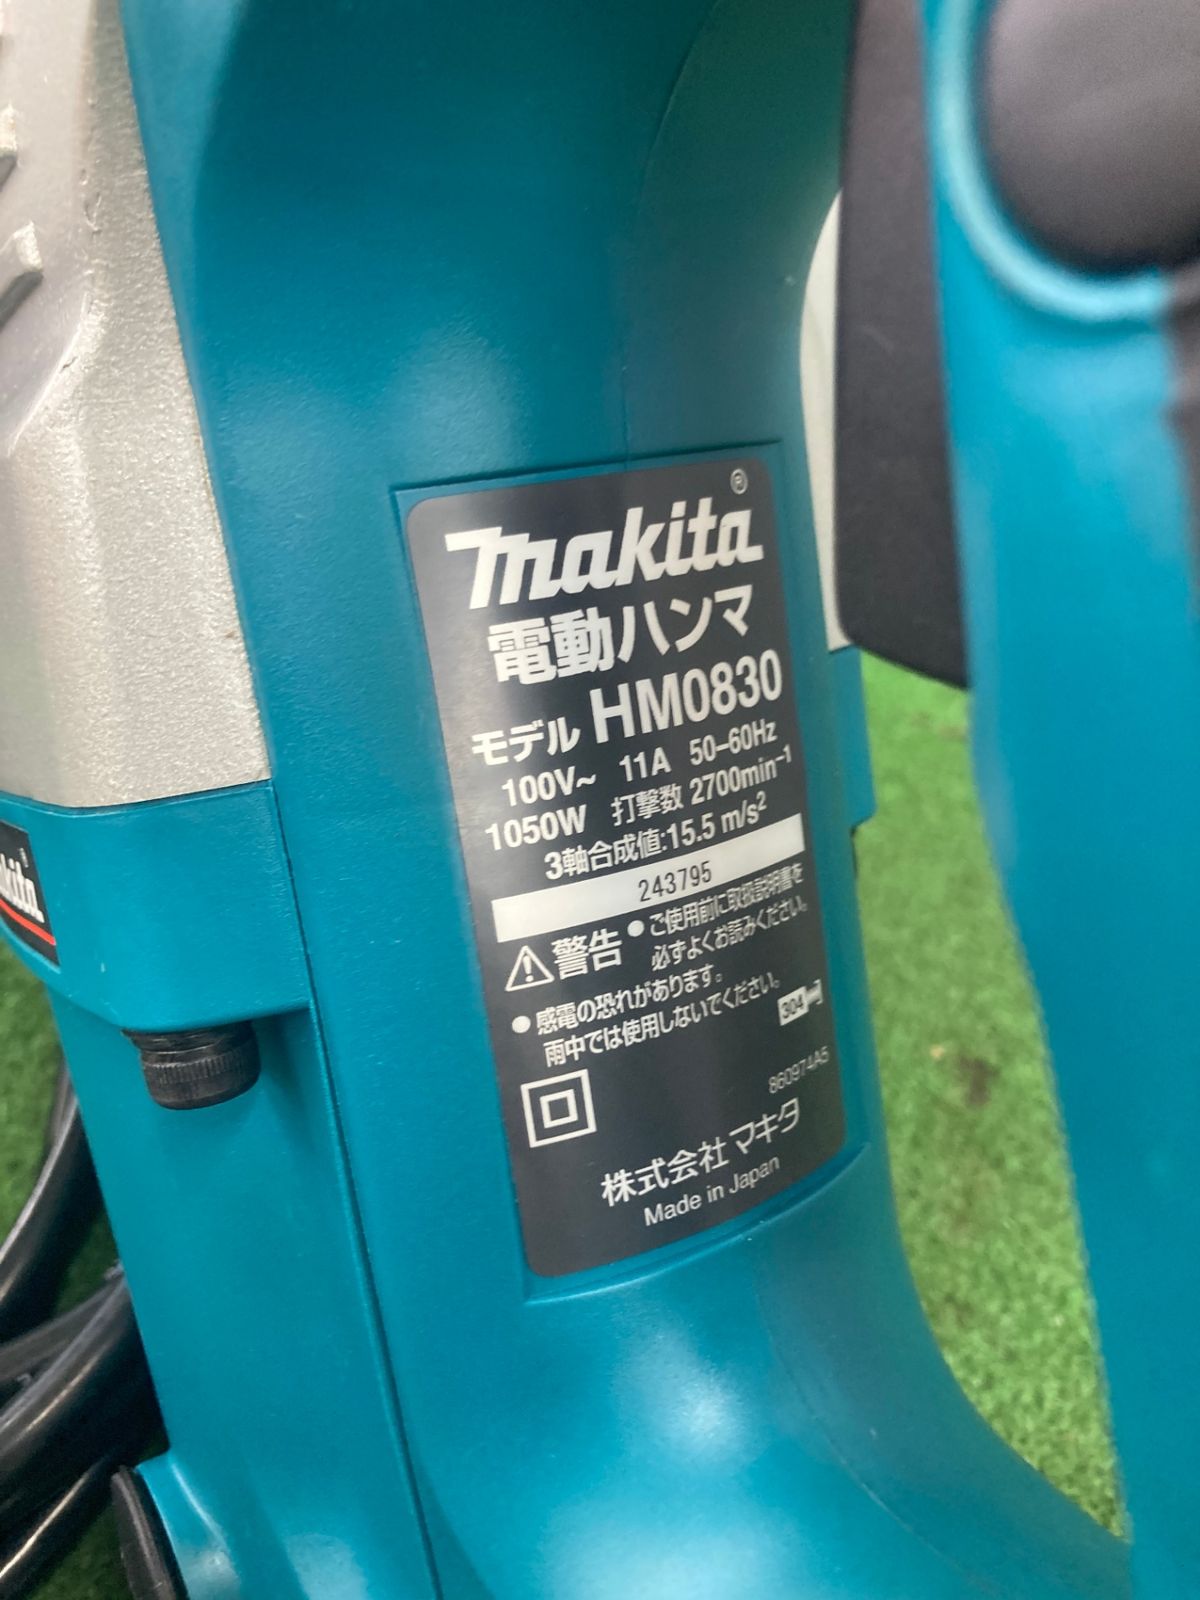 makita®
電動ハンマ
モデル HM0830
100V~ 11A 50-60Hz
1050W 打撃数 2700min⁻¹
3軸合成値:15.5 m/s²
243795
警告 ●ご使用前に取扱説明書を
必ずよくお読みください。
●感電の恐れがあります。
雨中では使用しないでください。
304
860974A5
株式会社 マキタ
Made in Japan
akita®